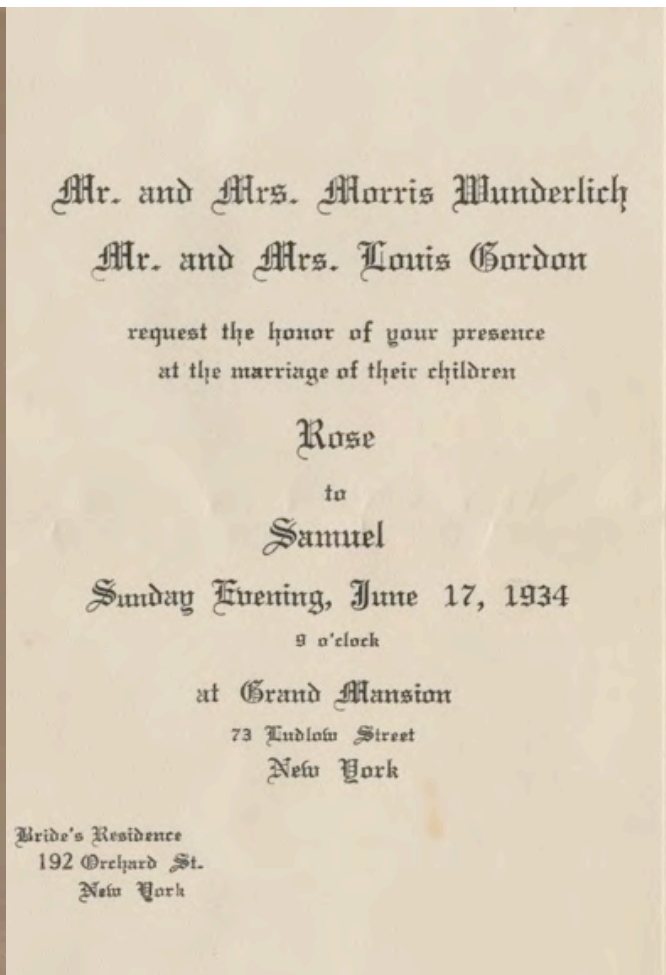 Mr. and Mrs. Morris Wunderlich
Mr. and Mrs. Louis Gordon
request the honor of your presence
at the marriage of their children
Rose
to
Samuel
Sunday Evening, June 17, 1934
9 o'clock
at Grand Mansion
73 Ludlow Street
New York
Bride's Residence
192 Orchard St.
New York